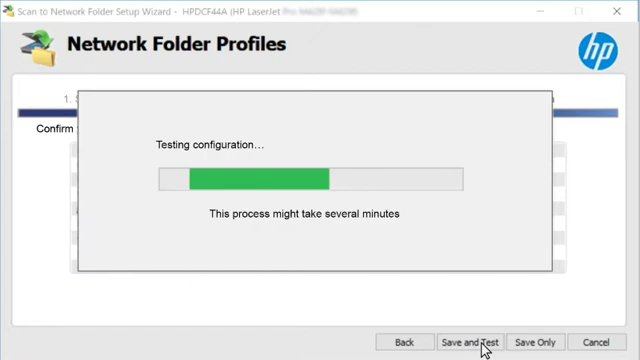 Scan to Network Folder Setup Wizard - HPDCF44A (HP LaserJet
Network Folder Profiles
hp
1.
Confirm
Testing configuration...
This process might take several minutes
Back
Save and Test
Save Only
Cancel